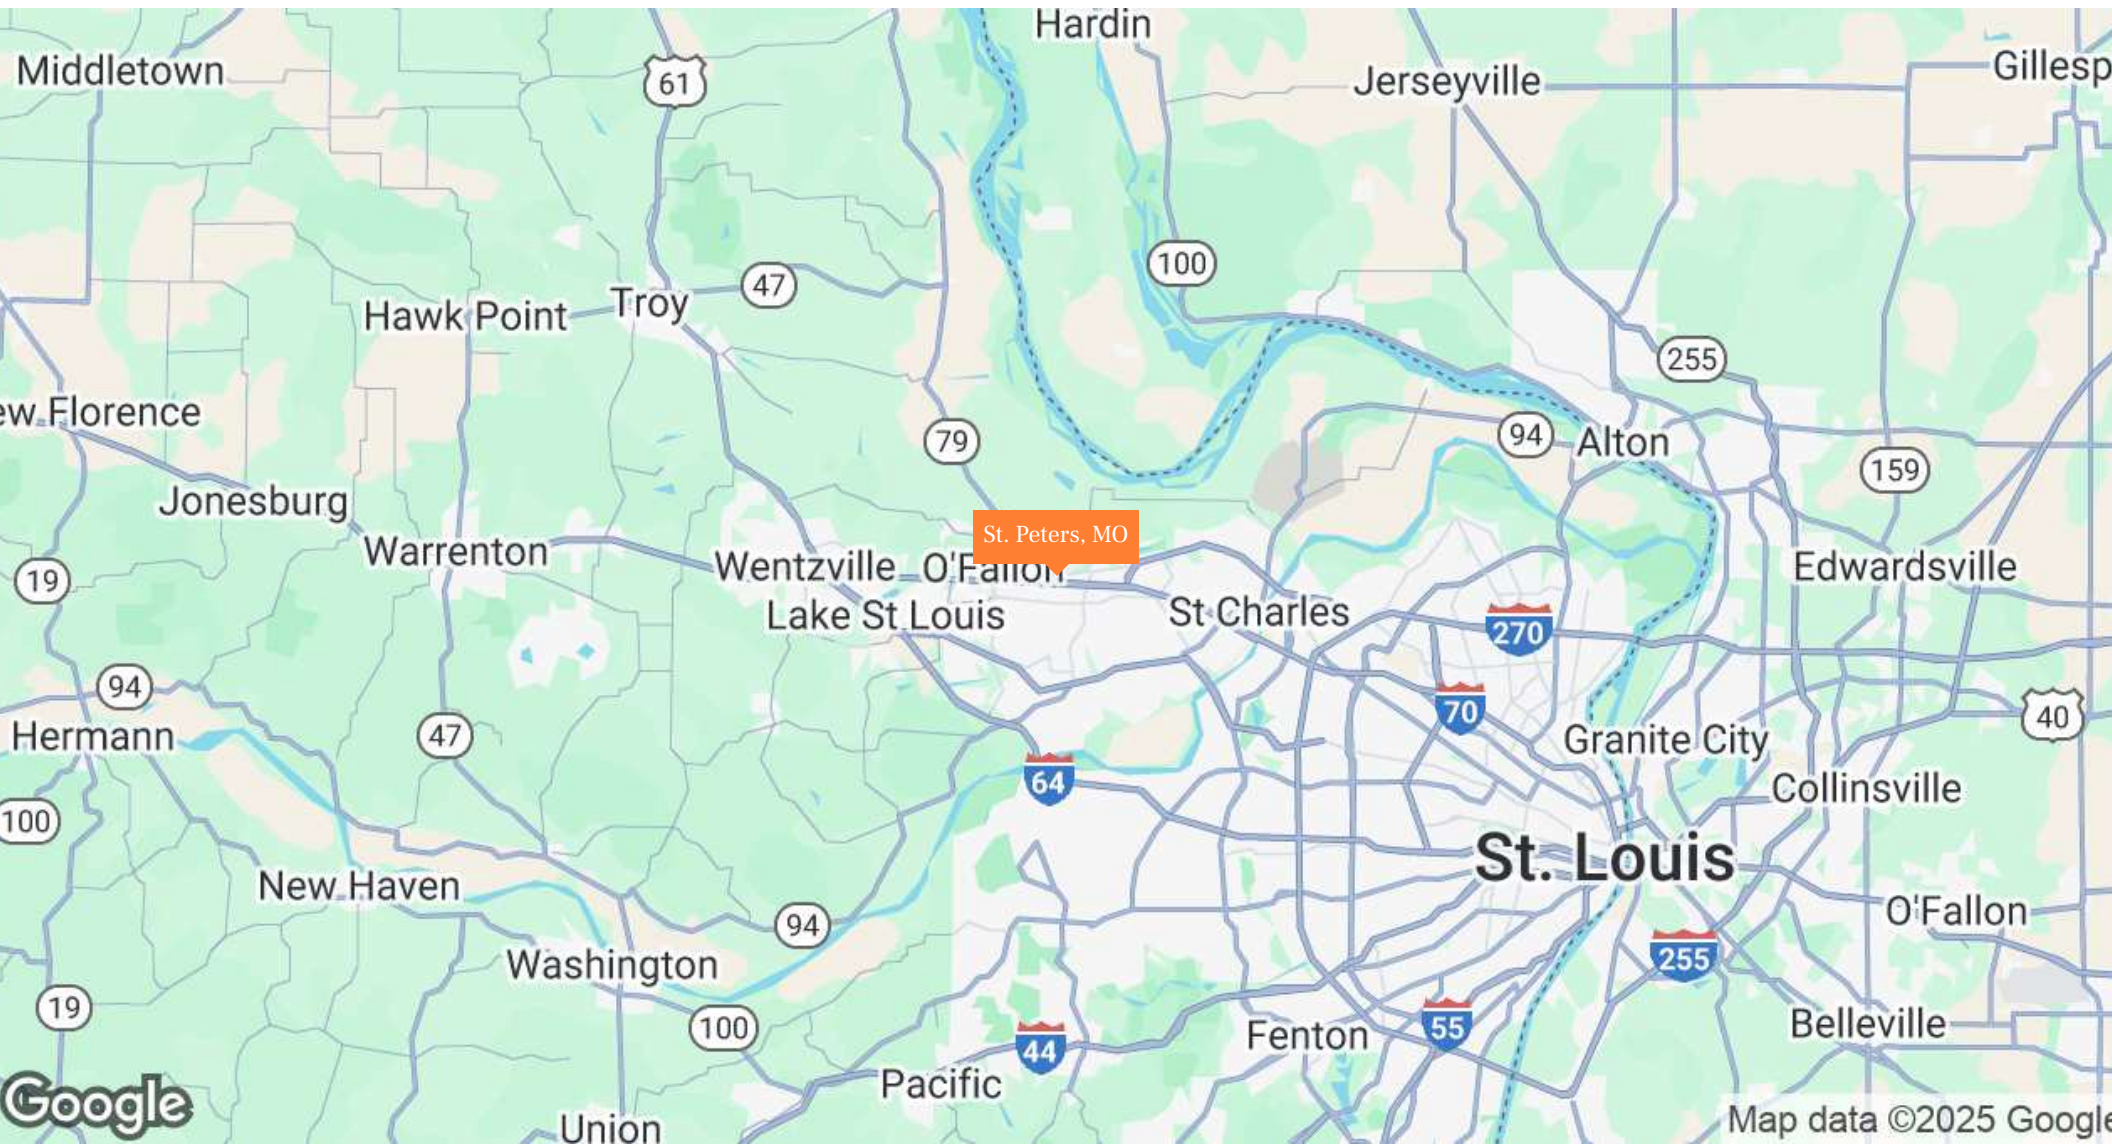 Hardin
Middletown
61
Jerseyville
Gillesp
100
47
Hawk Point
Troy
255
ew Florence
79
94
Alton
159
Jonesburg
St. Peters, MO
Warrenton
Wentzville
O'Fallon
Edwardsville
19
Lake St Louis
St Charles
270
94
70
Hermann
47
40
Granite City
64
Collinsville
100
St. Louis
New Haven
94
O'Fallon
Washington
255
19
100
55
Belleville
Fenton
44
Pacific
Google
Union
Map data ©2025 Google